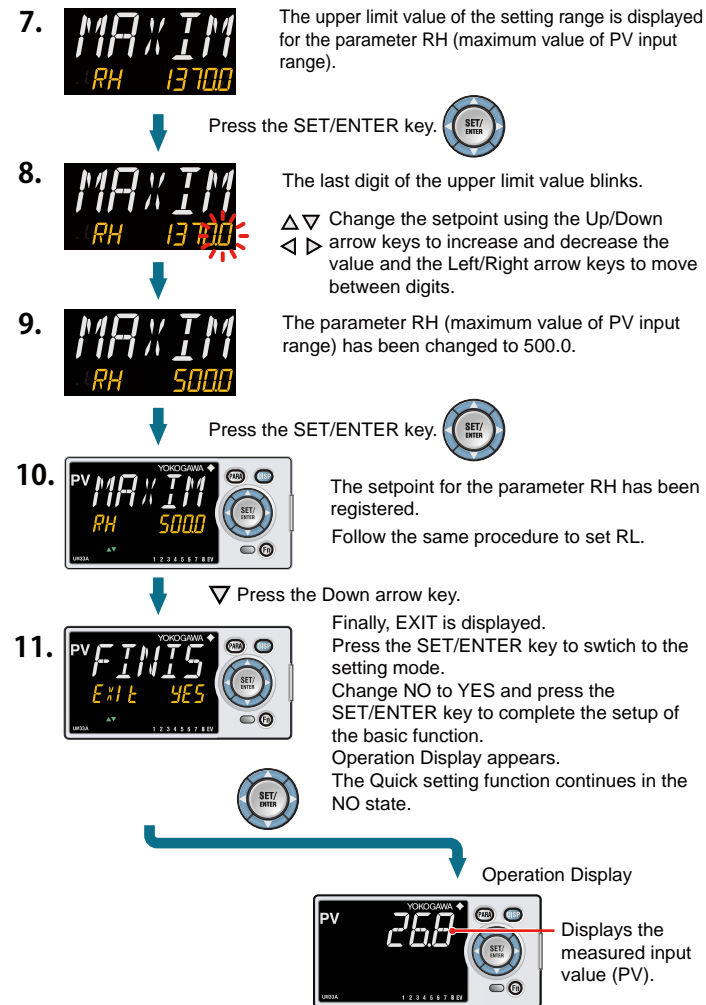 7.
MAXIM
RH 1370.0
The upper limit value of the setting range is displayed
for the parameter RH (maximum value of PV input
range).
Press the SET/ENTER key.
SET/
ENTER
8.
MAXIM
RH 1370.0
The last digit of the upper limit value blinks.
△ ▽ Change the setpoint using the Up/Down
◁ ▷ arrow keys to increase and decrease the
value and the Left/Right arrow keys to move
between digits.
9.
MAXIM
RH 500.0
The parameter RH (maximum value of PV input
range) has been changed to 500.0.
Press the SET/ENTER key.
SET/
ENTER
10.
YOKOGAWA
PV
MAXIM
RH 500.0
PARA DISP
SET/
ENTER
Fn
UM33A
1 2 3 4 5 6 7 8 EV
The setpoint for the parameter RH has been
registered.
Follow the same procedure to set RL.
▽ Press the Down arrow key.
11.
YOKOGAWA
PV
FINIS
EXIt YES
PARA DISP
SET/
ENTER
Fn
UM33A
1 2 3 4 5 6 7 8 EV
Finally, EXIT is displayed.
Press the SET/ENTER key to swtich to the
setting mode.
Change NO to YES and press the
SET/ENTER key to complete the setup of
the basic function.
Operation Display appears.
The Quick setting function continues in the
NO state.
SET/
ENTER
Operation Display
YOKOGAWA
PV
26.8
PARA DISP
SET/
ENTER
Fn
UM33A
1 2 3 4 5 6 7 8 EV
Displays the
measured input
value (PV).